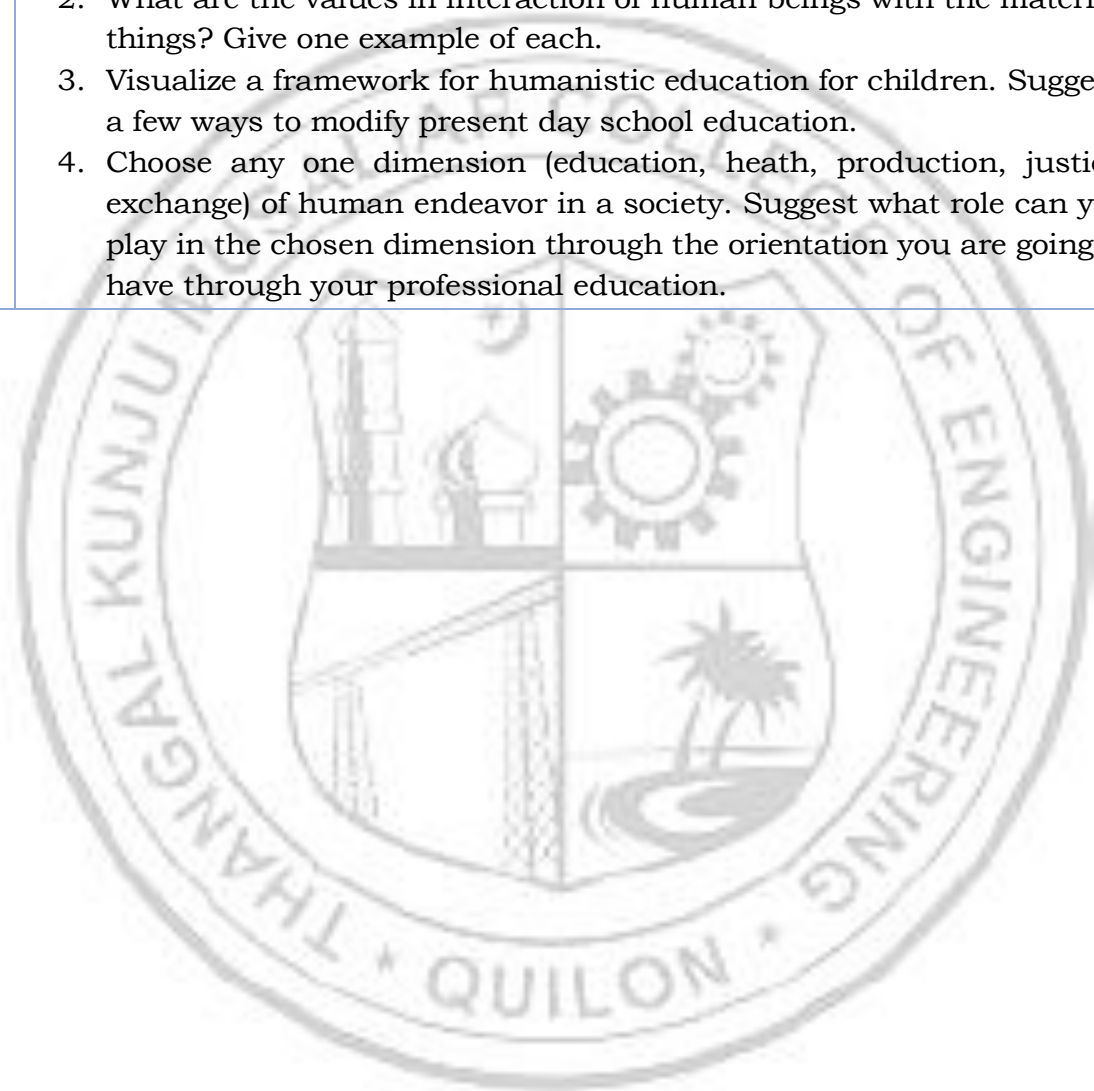 2. What are the values in interaction of human beings with the materi
things? Give one example of each.
3. Visualize a framework for humanistic education for children. Sugge
a few ways to modify present day school education.
4. Choose any one dimension (education, heath, production, justic
exchange) of human endeavor in a society. Suggest what role can y
play in the chosen dimension through the orientation you are going
have through your professional education.
THANGAL KUNJU MUSALIAR COLLEGE OF ENGINEERING
* QUILON *